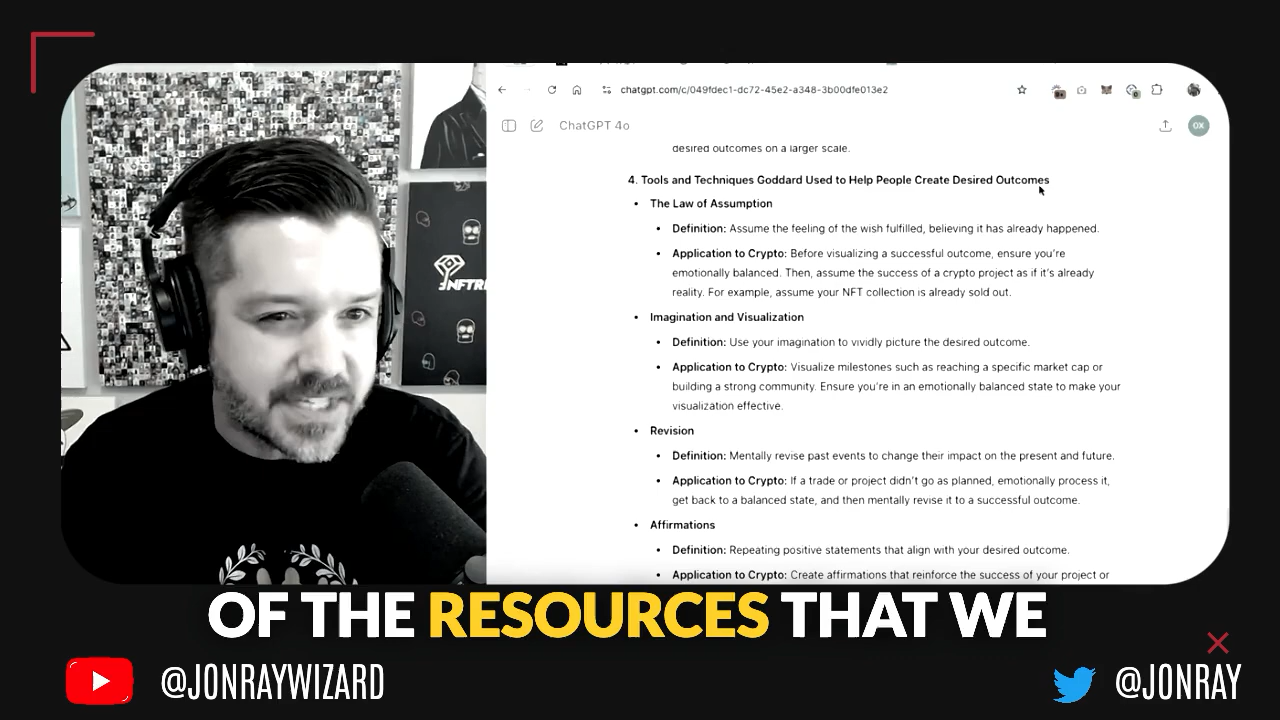 chatgpt.com/c/049fdec1-dc72-45e2-a348-3b00dfe013e2
ChatGPT 4o
OX
desired outcomes on a larger scale.
4. Tools and Techniques Goddard Used to Help People Create Desired Outcomes
• The Law of Assumption
• Definition: Assume the feeling of the wish fulfilled, believing it has already happened.
• Application to Crypto: Before visualizing a successful outcome, ensure you're
emotionally balanced. Then, assume the success of a crypto project as if it's already
reality. For example, assume your NFT collection is already sold out.
• Imagination and Visualization
• Definition: Use your imagination to vividly picture the desired outcome.
• Application to Crypto: Visualize milestones such as reaching a specific market cap or
building a strong community. Ensure you're in an emotionally balanced state to make your
visualization effective.
• Revision
• Definition: Mentally revise past events to change their impact on the present and future.
• Application to Crypto: If a trade or project didn't go as planned, emotionally process it,
get back to a balanced state, and then mentally revise it to a successful outcome.
• Affirmations
• Definition: Repeating positive statements that align with your desired outcome.
• Application to Crypto: Create affirmations that reinforce the success of your project or
OF THE RESOURCES THAT WE
@JONRAYWIZARD
@JONRAY